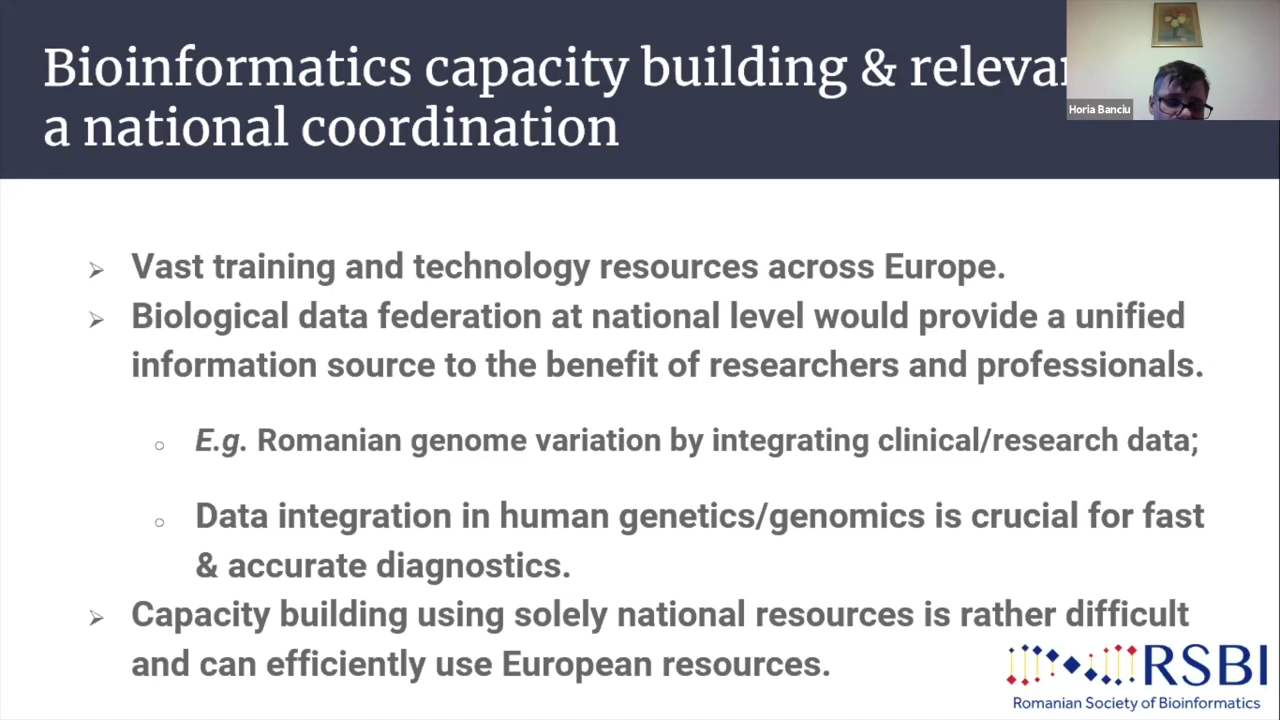 Bioinformatics capacity building & 
a national coordination
Horia Banciu
➢ Vast training and technology resources across Europe.
➢ Biological data federation at national level would provide a unified
information source to the benefit of researchers and professionals.
○ E.g. Romanian genome variation by integrating clinical/research data;
○ Data integration in human genetics/genomics is crucial for fast
& accurate diagnostics.
➢ Capacity building using solely national resources is rather difficult
and can efficiently use European resources.
RSBI
Romanian Society of Bioinformatics